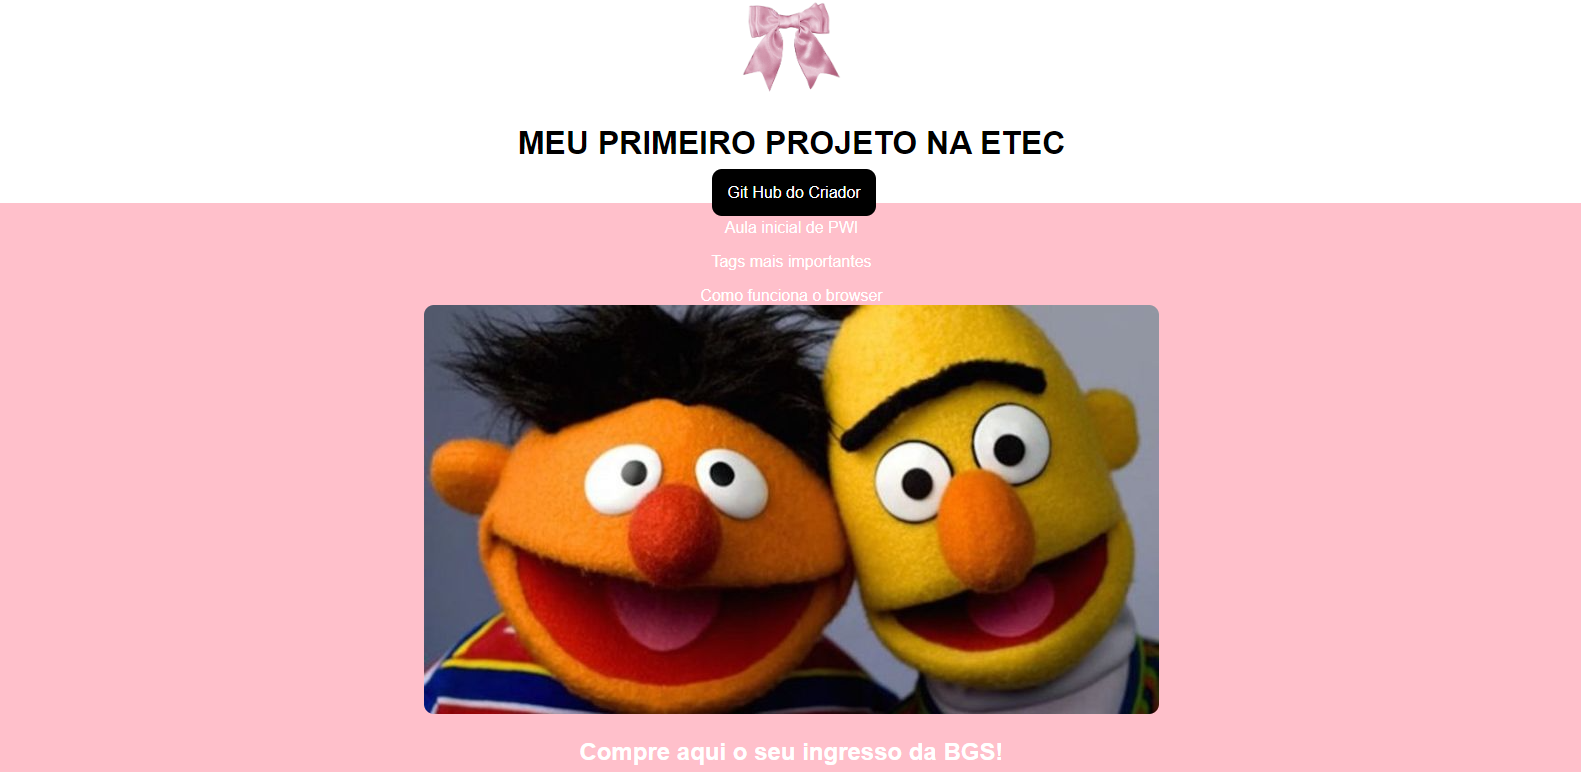 MEU PRIMEIRO PROJETO NA ETEC
Git Hub do Criador
Aula inicial de PWI
Tags mais importantes
Como funciona o browser
Compre aqui o seu ingresso da BGS!